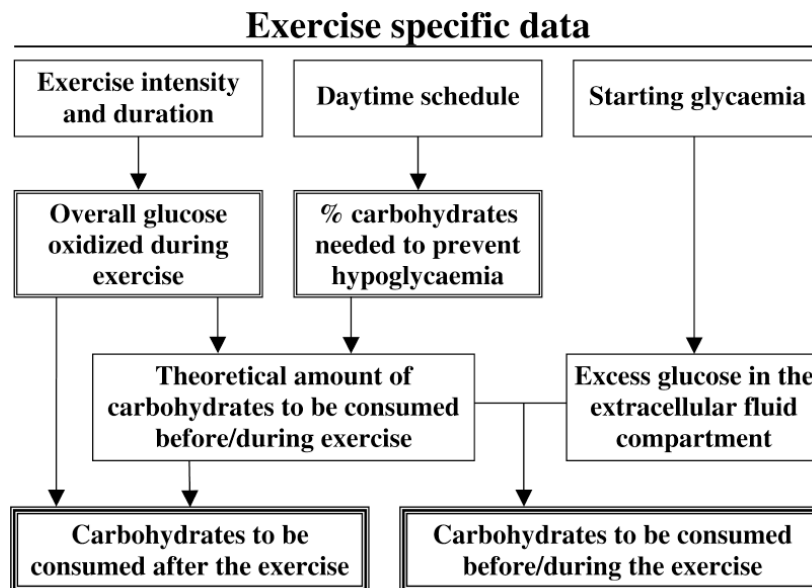 Exercise specific data
Exercise intensity
and duration
Daytime schedule
Starting glycaemia
Overall glucose
oxidized during
exercise
% carbohydrates
needed to prevent
hypoglycaemia
Theoretical amount of
carbohydrates to be consumed
before/during exercise
Excess glucose in the
extracellular fluid
compartment
Carbohydrates to be
consumed after the exercise
Carbohydrates to be consumed
before/during the exercise